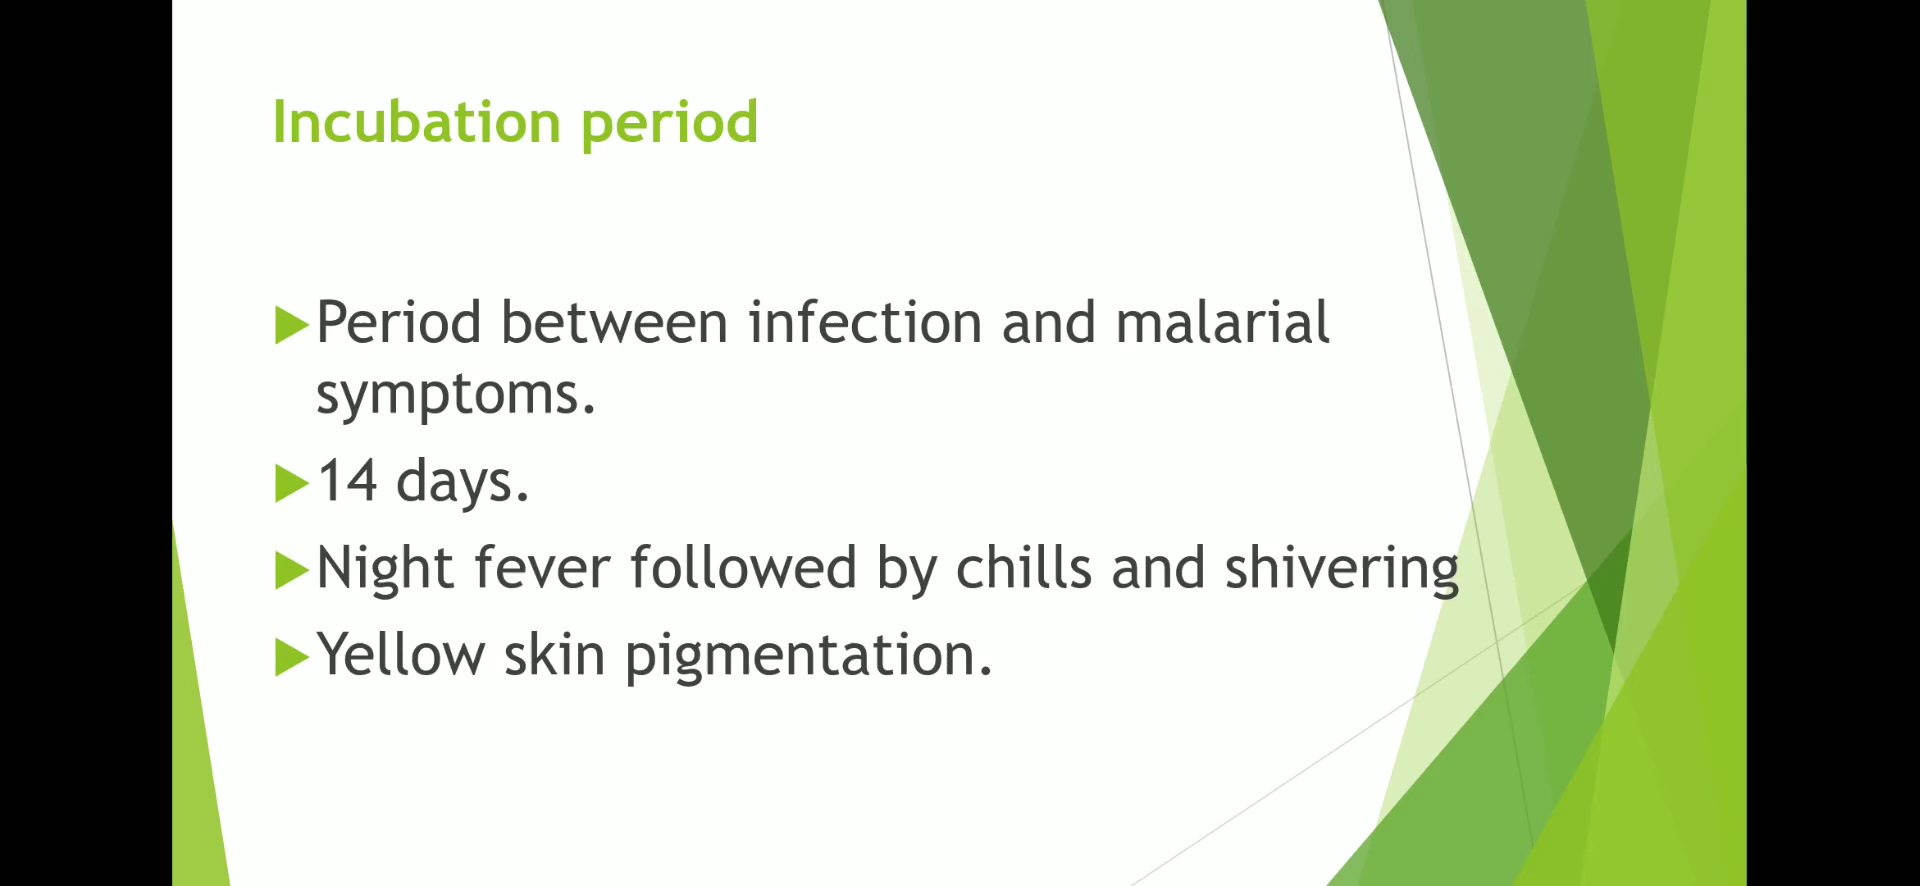 Incubation period
Period between infection and malarial
symptoms.
14 days.
Night fever followed by chills and shivering
Yellow skin pigmentation.